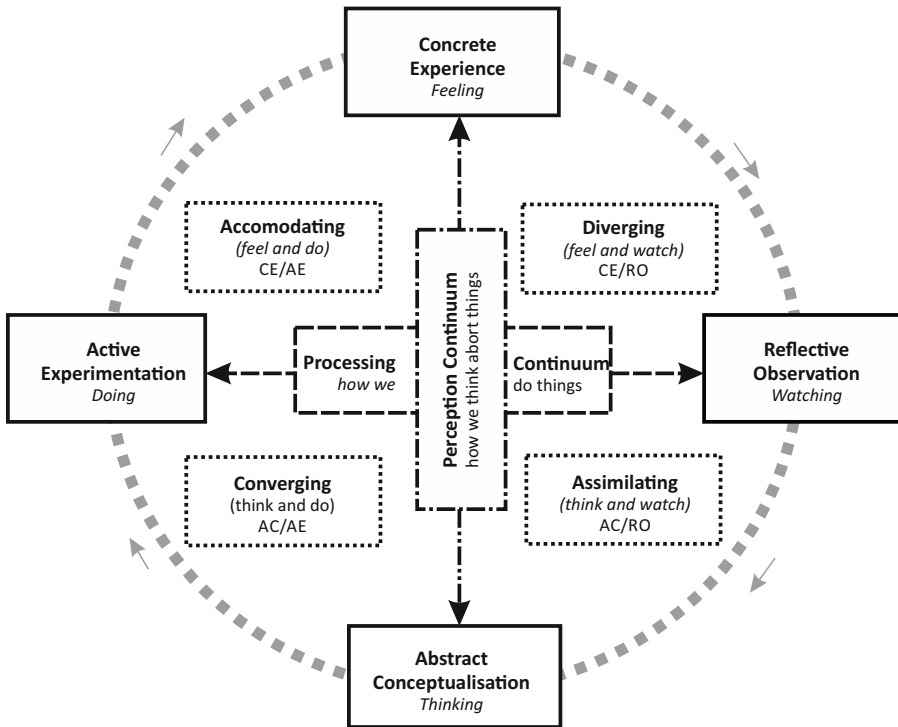 Concrete
Experience
Feeling
Accomodating
(feel and do)
CE/AE
Diverging
(feel and watch)
CE/RO
Active
Experimentation
Doing
Processing
how we
Perception Continuum
how we think abort things
Continuum
do things
Reflective
Observation
Watching
Converging
(think and do)
AC/AE
Assimilating
(think and watch)
AC/RO
Abstract
Conceptualisation
Thinking